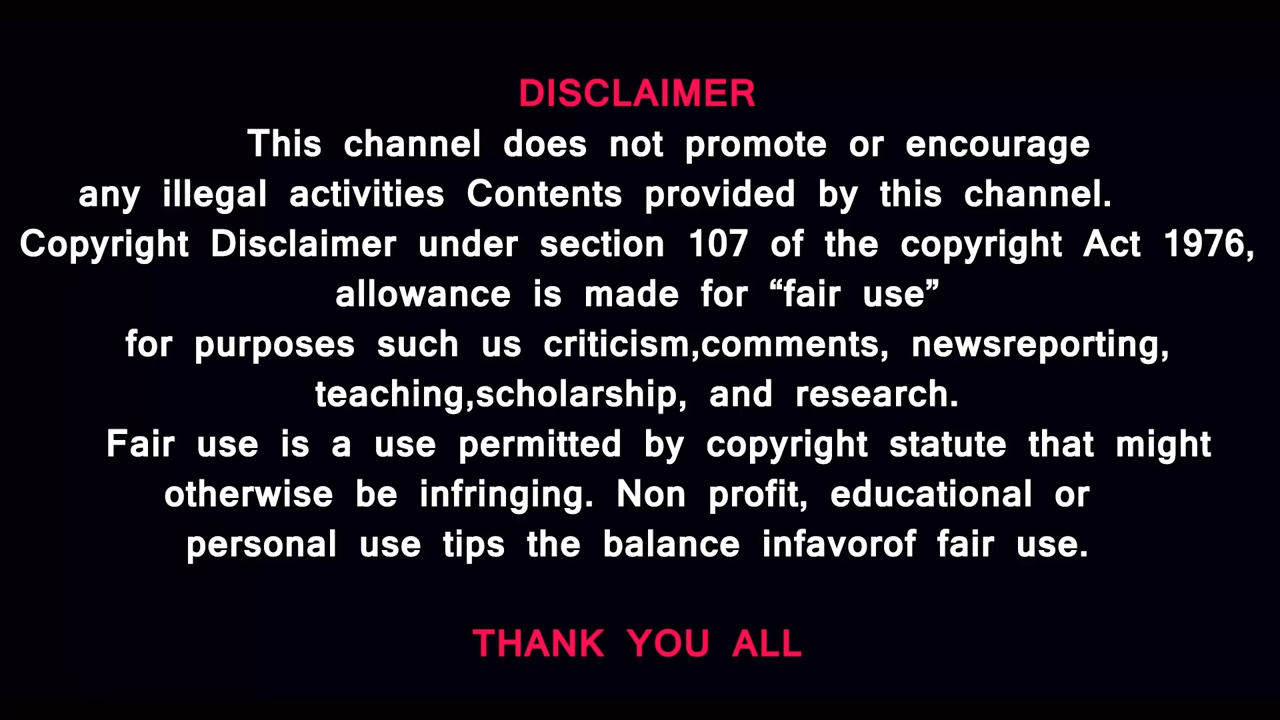 DISCLAIMER
This channel does not promote or encourage
any illegal activities Contents provided by this channel.
Copyright Disclaimer under section 107 of the copyright Act 1976,
allowance is made for “fair use”
for purposes such us criticism,comments, newsreporting,
teaching,scholarship, and research.
Fair use is a use permitted by copyright statute that might
otherwise be infringing. Non profit, educational or
personal use tips the balance infavorof fair use.
THANK YOU ALL